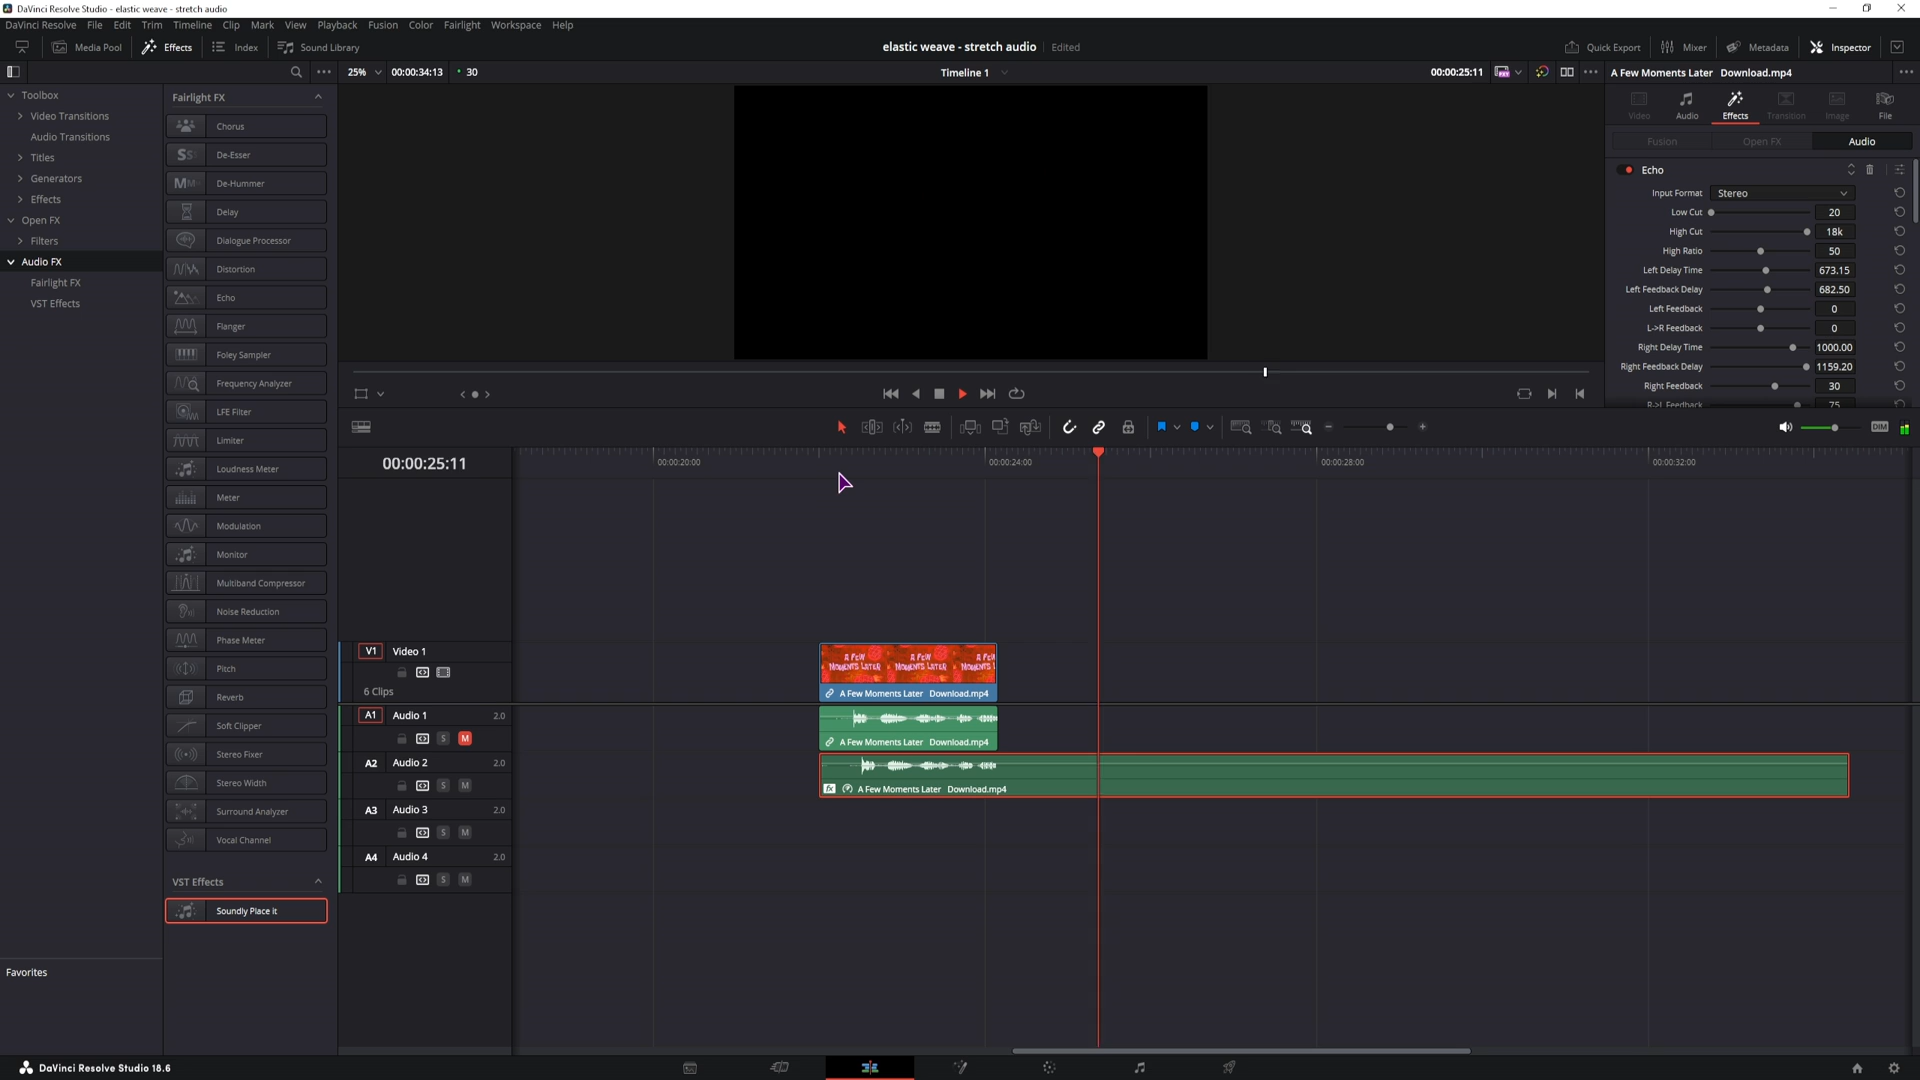 DaVinci Resolve Studio - elastic weave - stretch audio
DaVinci Resolve File Edit Trim Timeline Clip Mark View Playback Fusion Color Fairlight Workspace Help
Media Pool Effects Index Sound Library elastic weave - stretch audio Edited Quick Export Mixer Metadata Inspector
25% 00:00:34:13 30 Timeline 1 00:00:25:11 A Few Moments Later Download.mp4
Toolbox
Video Transitions
Audio Transitions
Titles
Generators
Effects
Open FX
Filters
Audio FX
Fairlight FX
VST Effects
Favorites
Fairlight FX
Chorus
De-Esser
De-Hummer
Delay
Dialogue Processor
Distortion
Echo
Flanger
Foley Sampler
Frequency Analyzer
LFE Filter
Limiter
Loudness Meter
Meter
Modulation
Monitor
Multiband Compressor
Noise Reduction
Phase Meter
Pitch
Reverb
Soft Clipper
Stereo Fixer
Stereo Width
Surround Analyzer
Vocal Channel
VST Effects
Soundly Place it
Video Audio Effects Transition Image File
Fusion Open FX Audio
Echo
Input Format Stereo
Low Cut 20
High Cut 18k
High Ratio 50
Left Delay Time 673.15
Left Feedback Delay 682.50
Left Feedback 0
L->R Feedback 0
Right Delay Time 1000.00
Right Feedback Delay 1159.20
Right Feedback 30
R->L Feedback 75
DIM
00:00:25:11 00:00:20:00 00:00:24:00 00:00:28:00 00:00:32:00
V1 Video 1
6 Clips
A FEW MOMENTS LATER A FEW MOMENTS LATER A FEW MOMENTS L
A Few Moments Later Download.mp4
A1 Audio 1 2.0
S M
A Few Moments Later Download.mp4
A2 Audio 2 2.0
S M
fx A Few Moments Later Download.mp4
A3 Audio 3 2.0
S M
A4 Audio 4 2.0
S M
DaVinci Resolve Studio 18.6